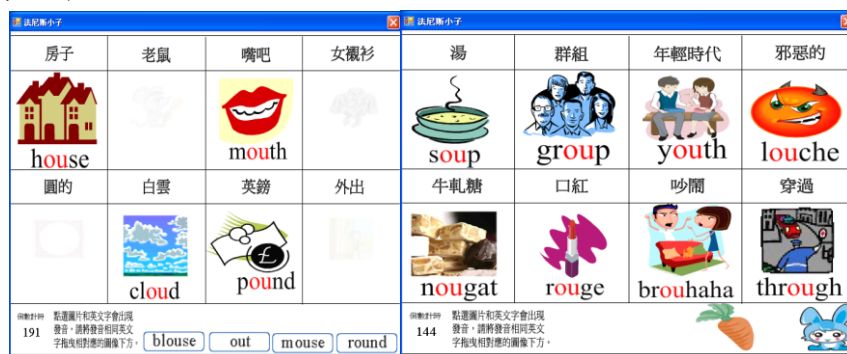 法尼斯小子
房子 老鼠 嘴吧 女襯衫
house mouth
圓的 白雲 英鎊 外出
cloud pound
倒數計時
191
點選圖片和英文字會出現
發音，請將發音相同英文
字拖曳相對應的圖像下方。
blouse out mouse round
法尼斯小子
湯 群組 年輕時代 邪惡的
soup group youth louche
牛軋糖 口紅 吵鬧 穿過
nougat rouge brouhaha through
倒數計時
144
點選圖片和英文字會出現
發音，請將發音相同英文
字拖曳相對應的圖像下方。